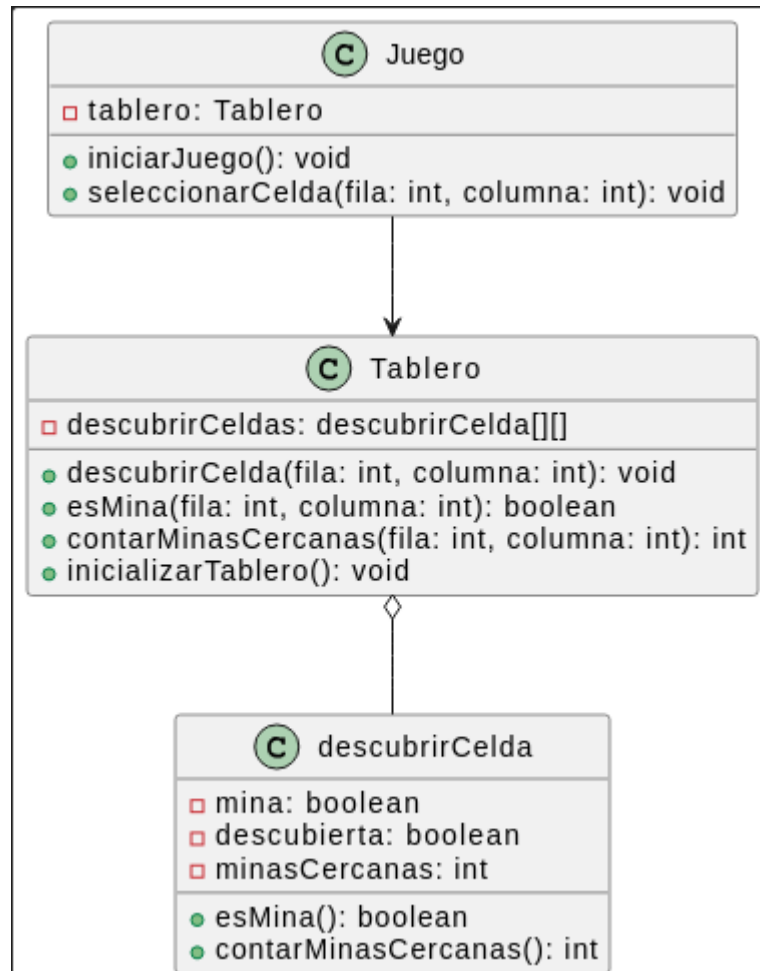 C Juego
tablero: Tablero
iniciarJuego(): void
seleccionarCelda(fila: int, columna: int): void
C Tablero
descubrirCeldas: descubrirCelda[][]
descubrirCelda(fila: int, columna: int): void
esMina(fila: int, columna: int): boolean
contarMinasCercanas(fila: int, columna: int): int
inicializarTablero(): void
C descubrirCelda
mina: boolean
descubierta: boolean
minasCercanas: int
esMina(): boolean
contarMinasCercanas(): int